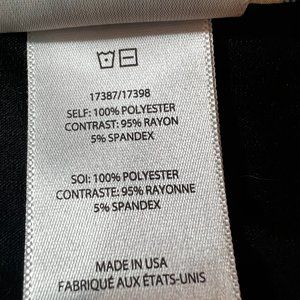 17387/17398
SELF: 100% POLYESTER
CONTRAST: 95% RAYON
5% SPANDEX
SOI: 100% POLYESTER
CONTRASTE: 95% RAYONNE
5% SPANDEX
MADE IN USA
FABRIQUÉ AUX ÉTATS-UNIS